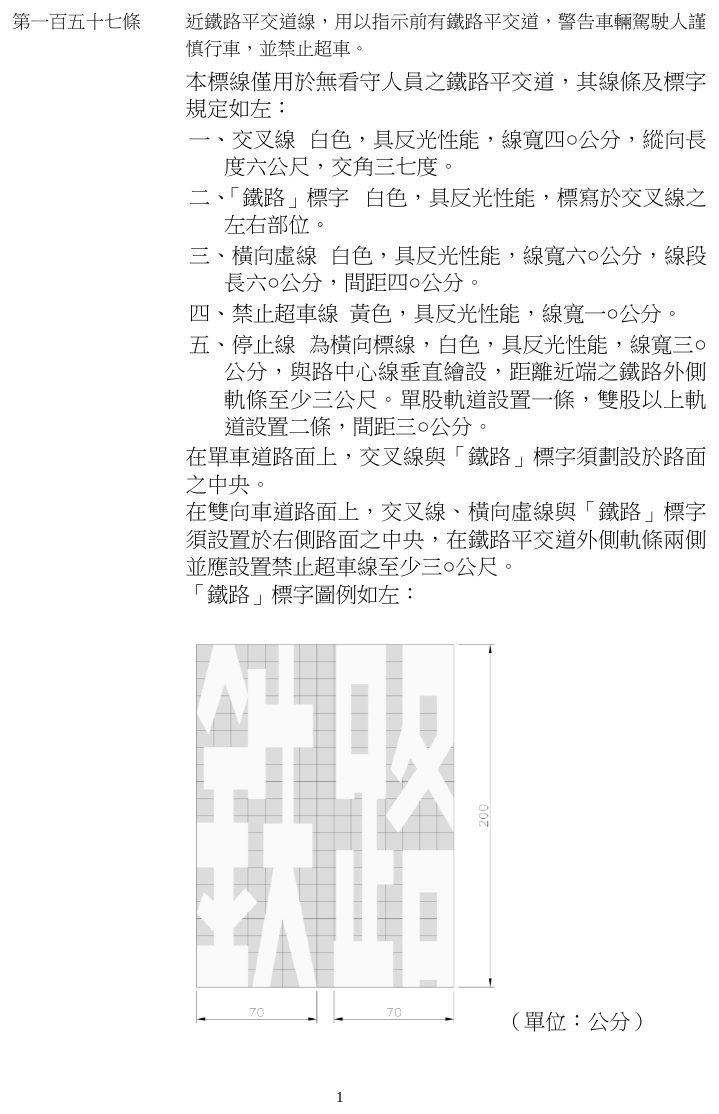 第一百五十七條 近鐵路平交道線，用以指示前有鐵路平交道，警告車輛駕駛人謹
慎行車，並禁止超車。
本標線僅用於無看守人員之鐵路平交道，其線條及標字
規定如左：
一、交叉線 白色，具反光性能，線寬四○公分，縱向長
度六公尺，交角三七度。
二、「鐵路」標字 白色，具反光性能，標寫於交叉線之
左右部位。
三、橫向虛線 白色，具反光性能，線寬六○公分，線段
長六○公分，間距四○公分。
四、禁止超車線 黃色，具反光性能，線寬一○公分。
五、停止線 為橫向標線，白色，具反光性能，線寬三○
公分，與路中心線垂直繪設，距離近端之鐵路外側
軌條至少三公尺。單股軌道設置一條，雙股以上軌
道設置二條，間距三○公分。
在單車道路面上，交叉線與「鐵路」標字須劃設於路面
之中央。
在雙向車道路面上，交叉線、橫向虛線與「鐵路」標字
須設置於右側路面之中央，在鐵路平交道外側軌條兩側
並應設置禁止超車線至少三○公尺。
「鐵路」標字圖例如左：
鉄路
200
70 70
（單位：公分）
1